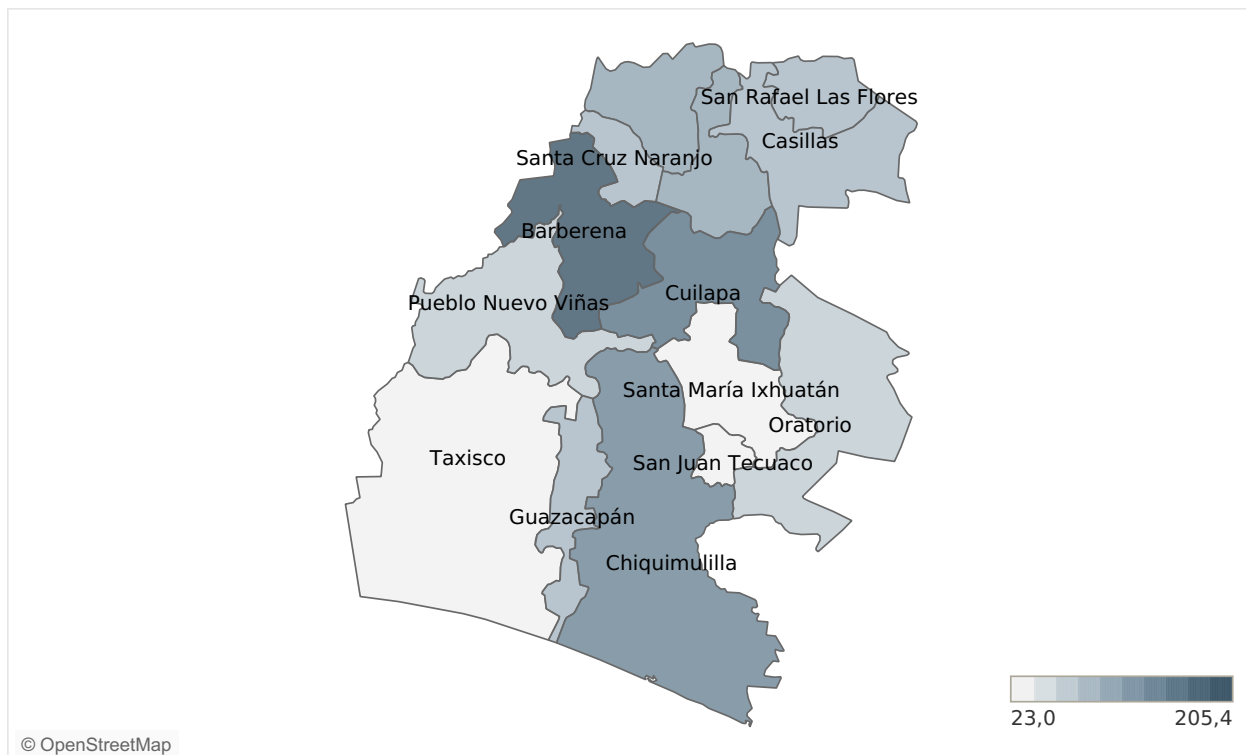 San Rafael Las Flores
Casillas
Santa Cruz Naranjo
Barberena
Cuilapa
Pueblo Nuevo Viñas
Santa María Ixhuatán
Oratorio
Taxisco
San Juan Tecuaco
Guazacapán
Chiquimulilla
23,0
205,4
© OpenStreetMap